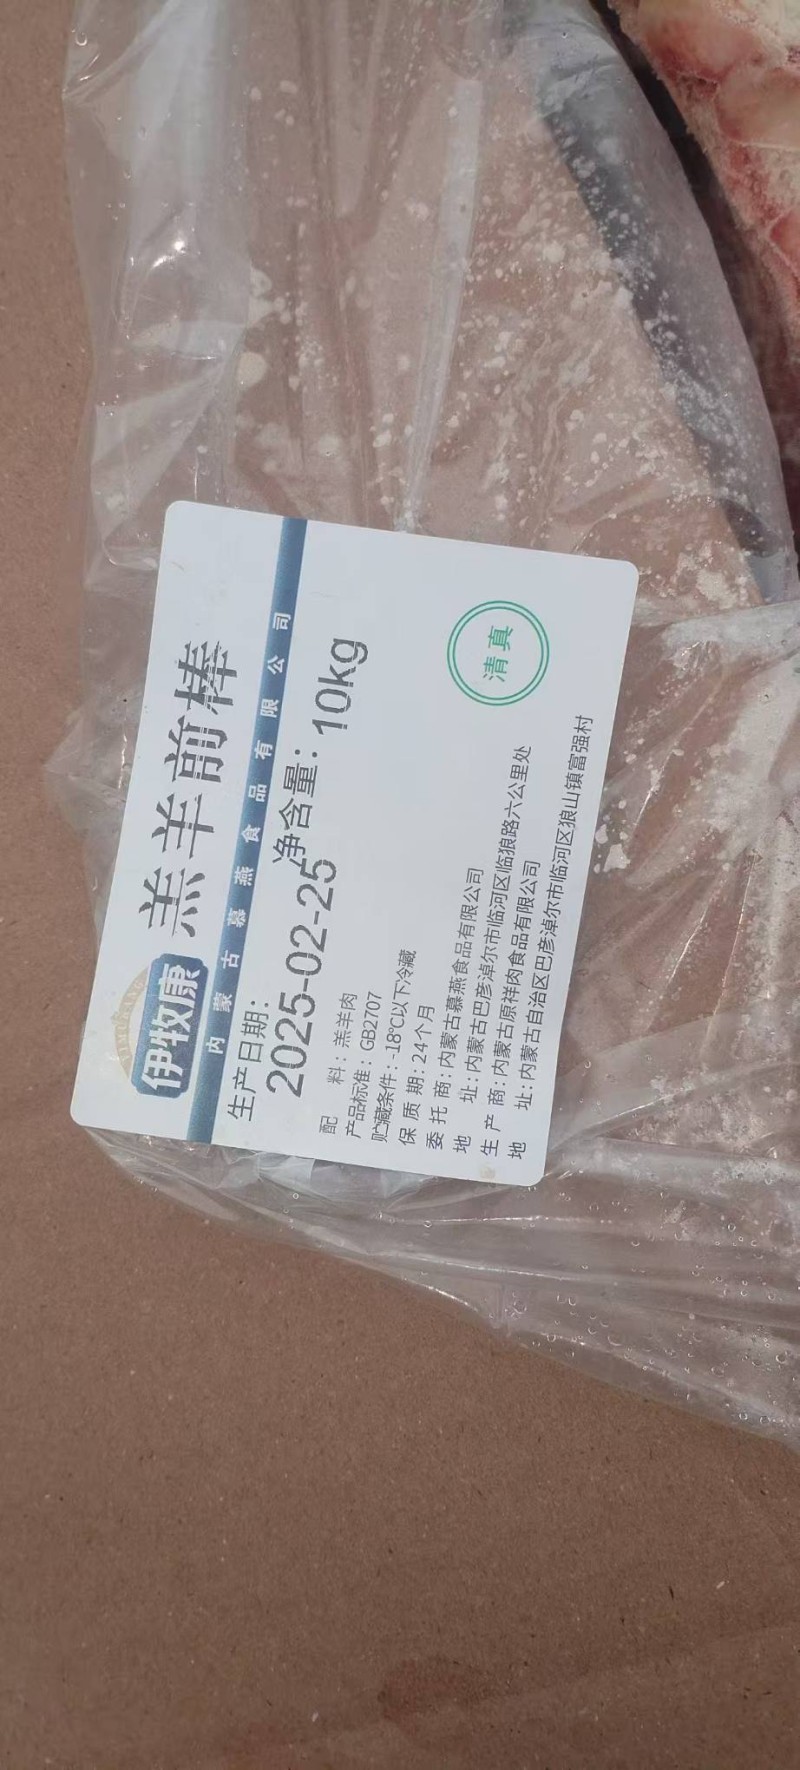 YIMUKANG
伊牧康
羔羊前棒
内蒙古慕燕食品有限公司
生产日期：
2025-02-25
净含量：10kg
配料：羔羊肉
产品标准：GB2707
贮藏条件：-18℃以下冷藏
保质期：24个月
委托商：内蒙古慕燕食品有限公司
地址：内蒙古巴彦淖尔市临河区临狼路六公里处
生产商：内蒙古原祥肉食品有限公司
地址：内蒙古自治区巴彦淖尔市临河区狼山镇富强村
清真